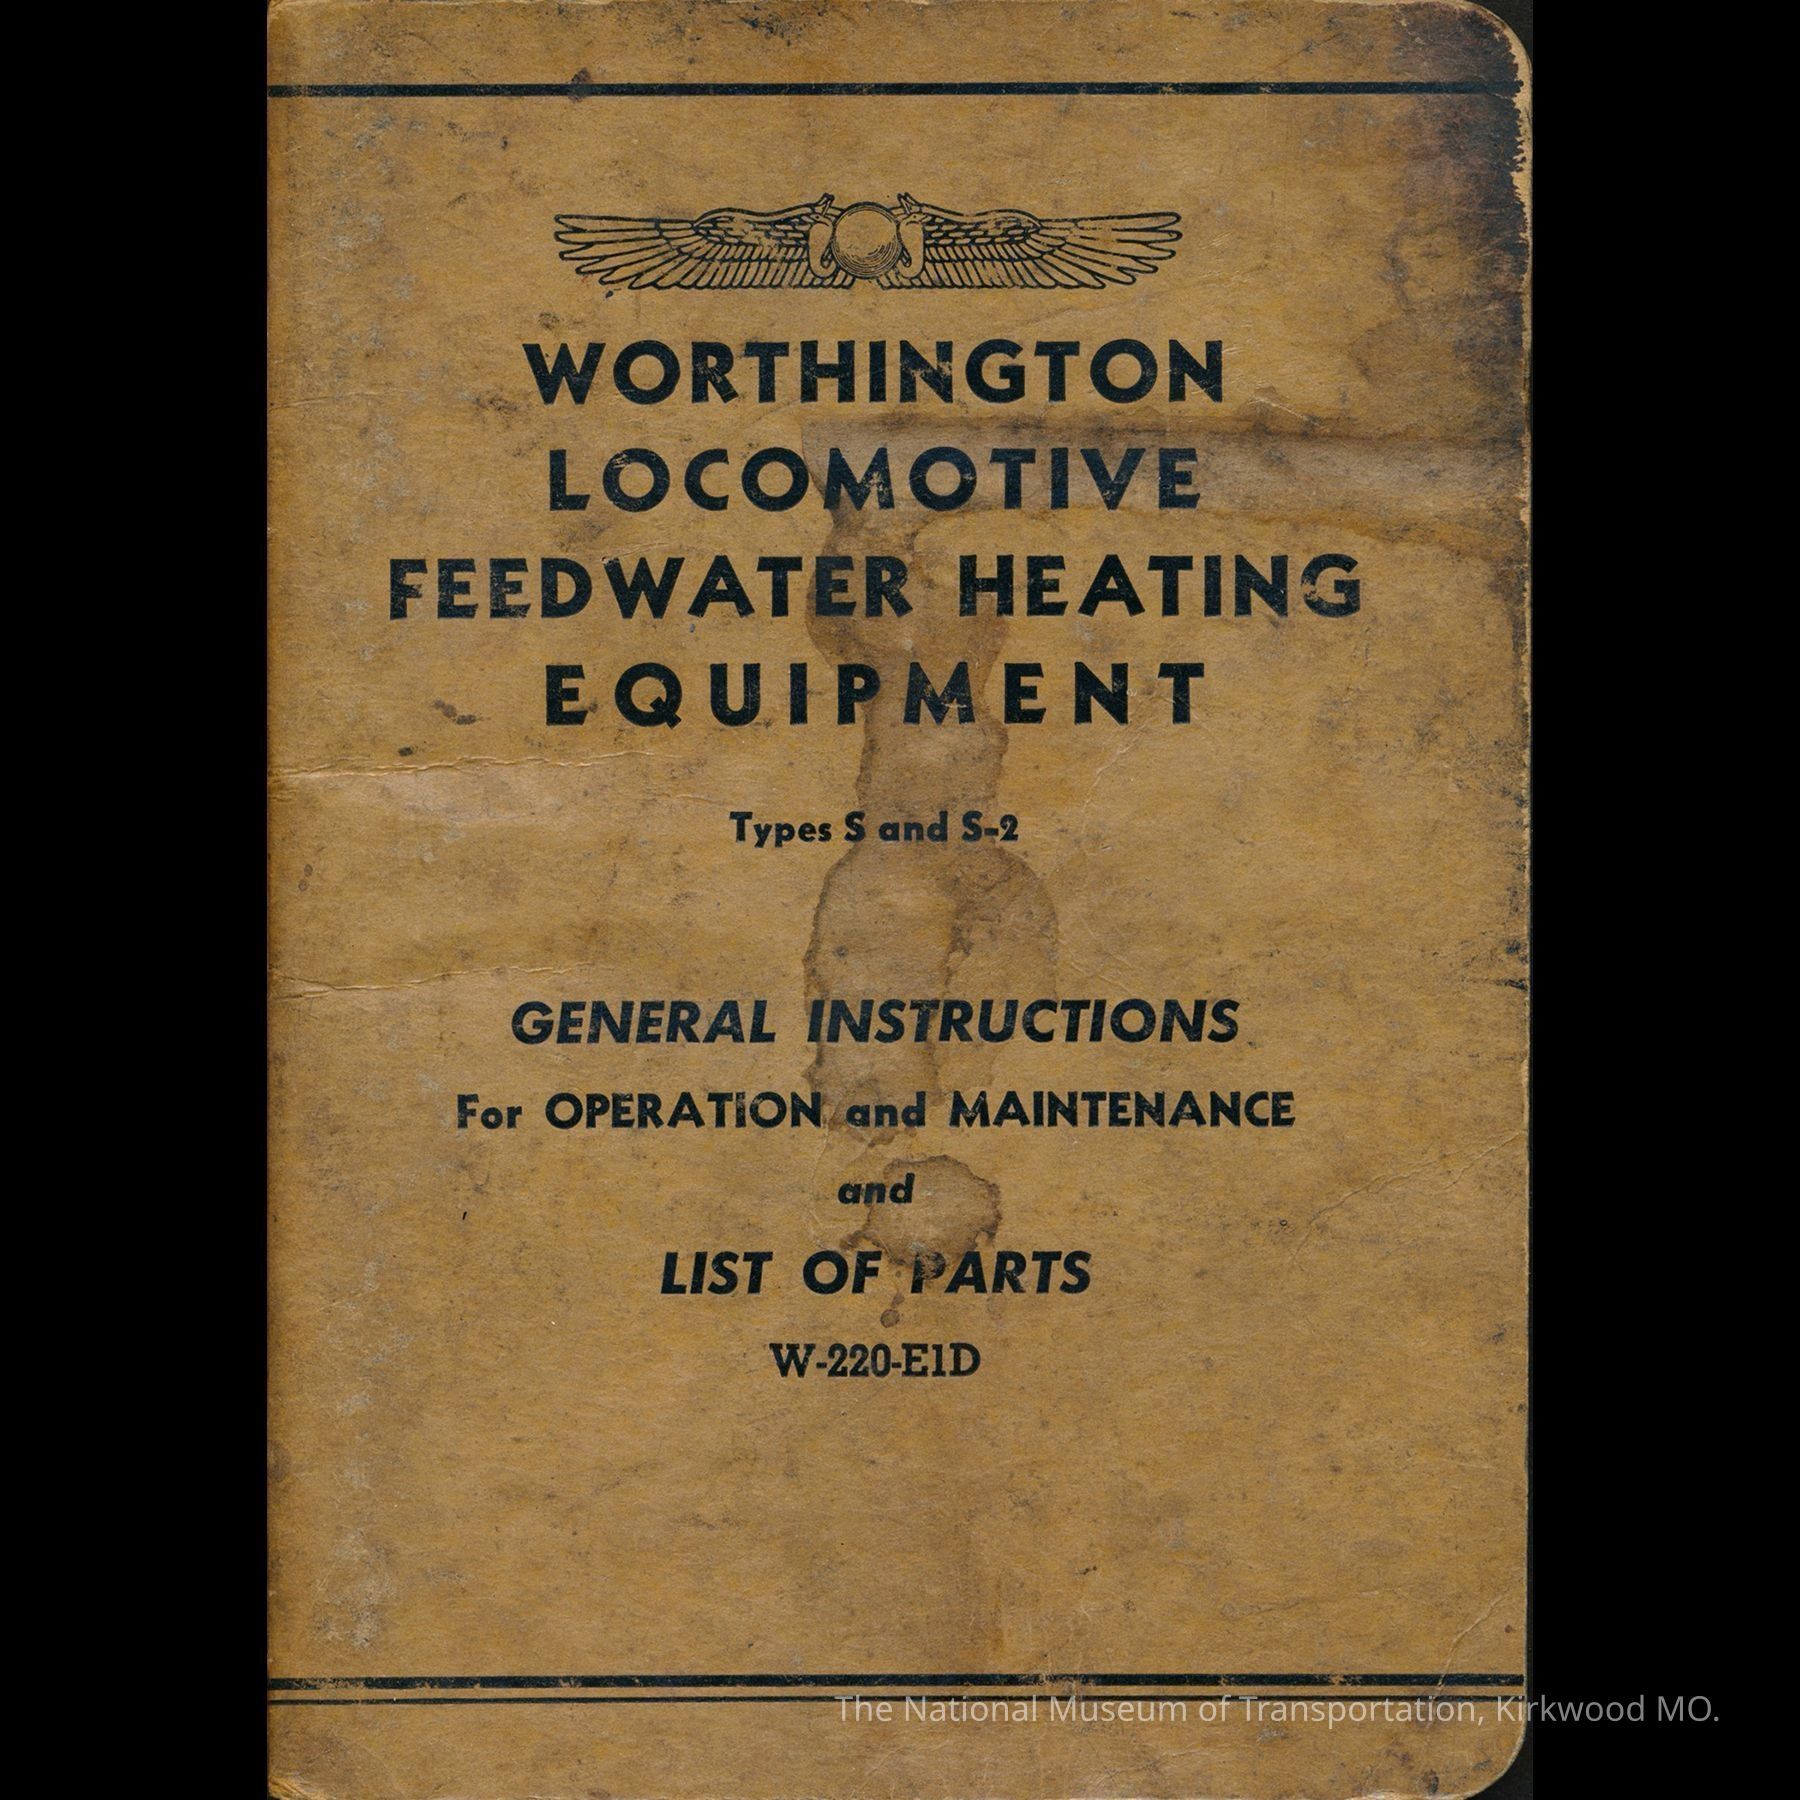 WORTHINGTON
LOCOMOTIVE
FEEDWATER HEATING
EQUIPMENT
Types S and S-2
GENERAL INSTRUCTIONS
For OPERATION and MAINTENANCE
and
LIST OF PARTS
W-220-E1D
The National Museum of Transportation, Kirkwood MO.